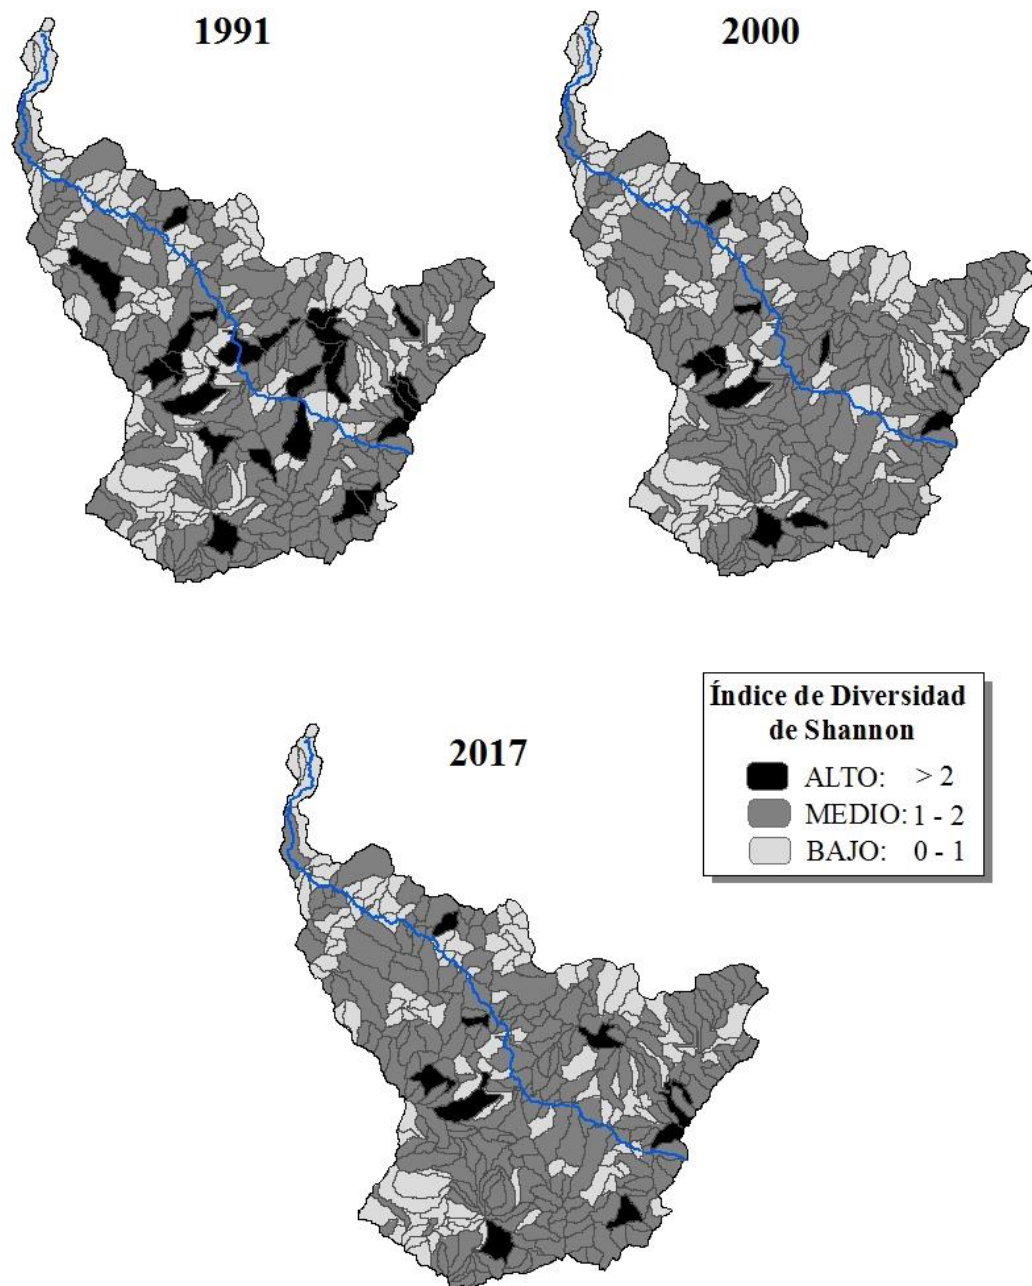 1991
2000
2017
Índice de Diversidad
de Shannon
ALTO: > 2
MEDIO: 1 - 2
BAJO: 0 - 1